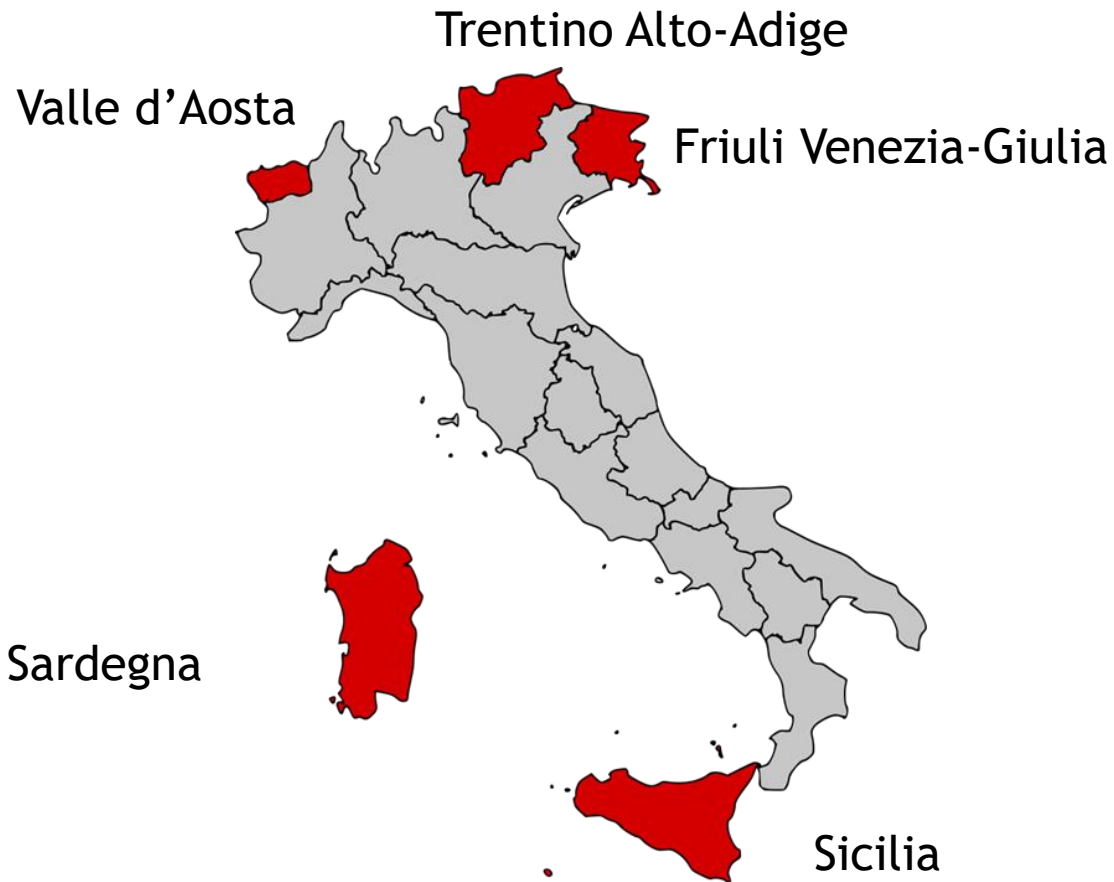 Trentino Alto-Adige
Valle d’Aosta
Friuli Venezia-Giulia
Sardegna
Sicilia